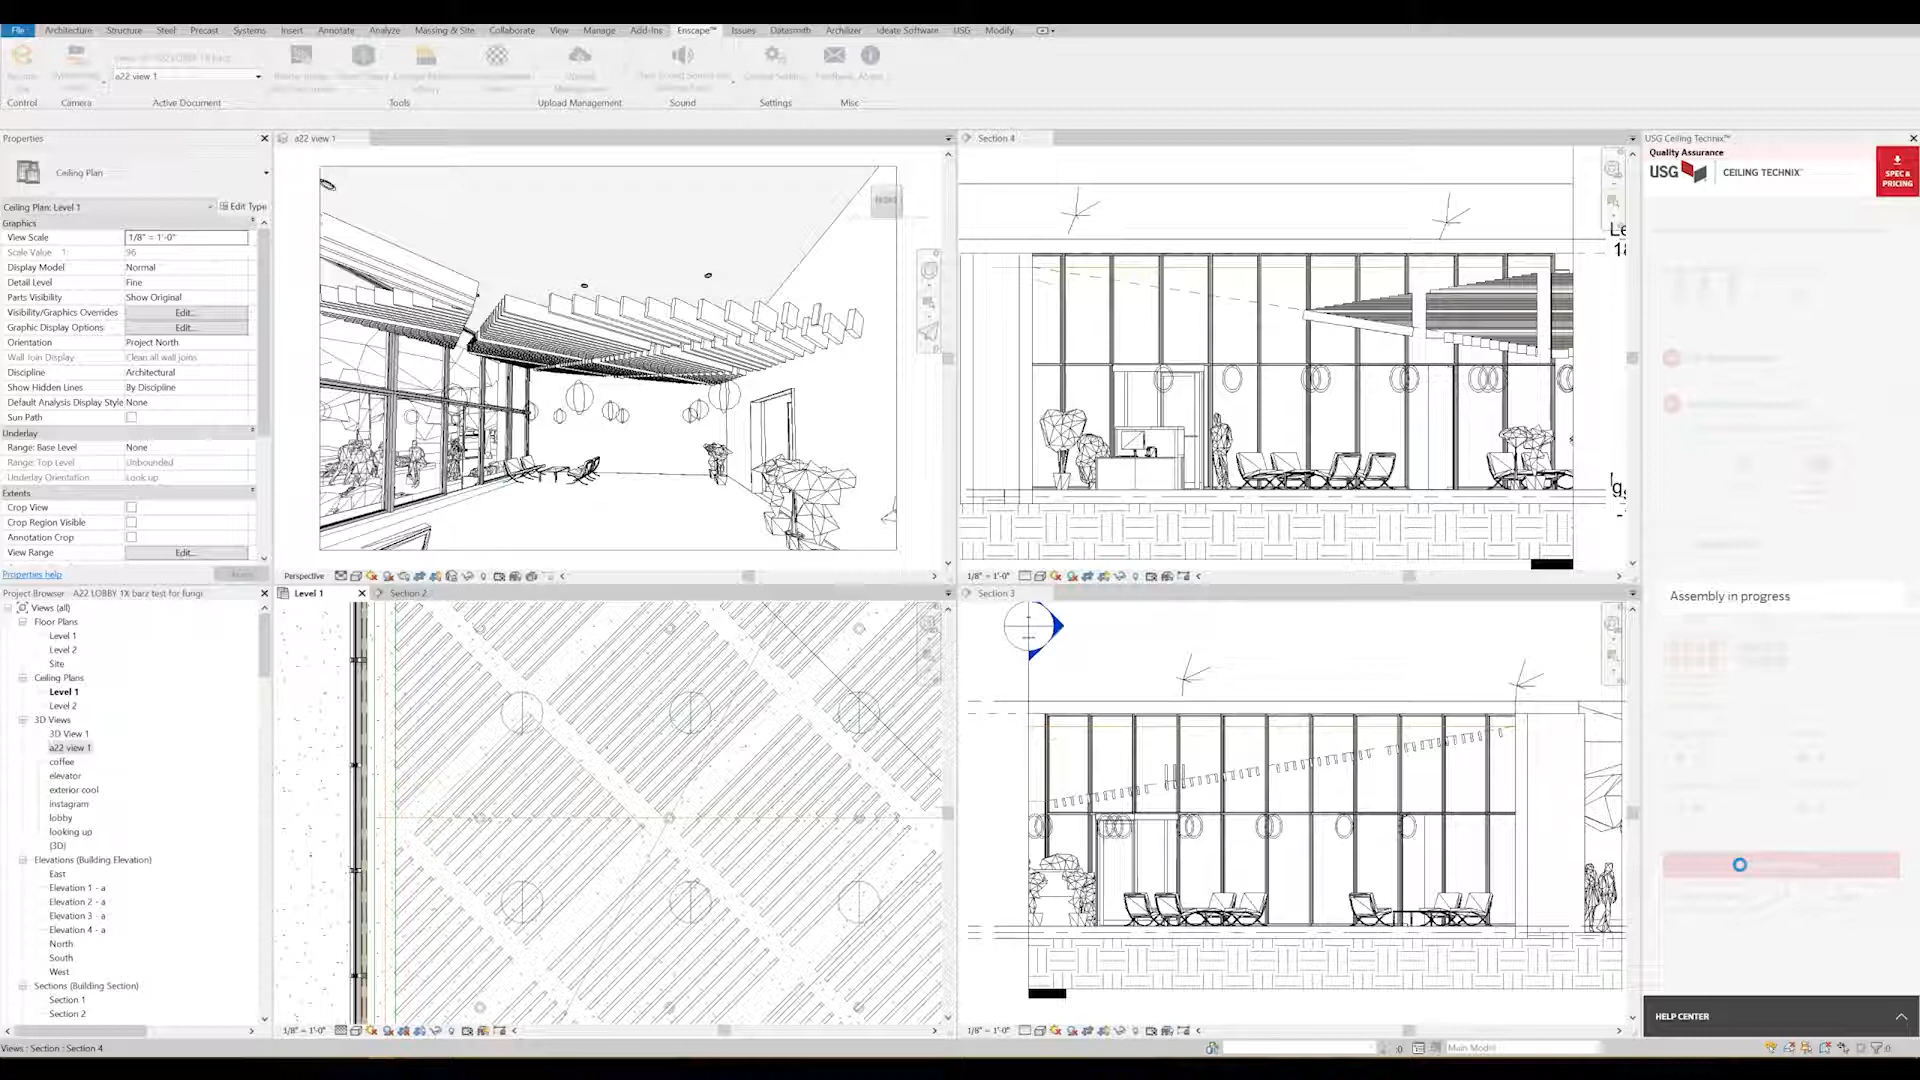 File Architecture Structure Steel Precast Systems Insert Annotate Analyze Massing & Site Collaborate View Manage Add-Ins Enscape™ Issues Datasmith Archilizer Ideate Software USG Modify
a22 view 1
Control Camera Active Document Tools Upload Management Sound Settings Misc
Properties
Ceiling Plan
Ceiling Plan: Level 1 Edit Type
Graphics
View Scale 1/8" = 1'-0"
Scale Value 1: 96
Display Model Normal
Detail Level Fine
Parts Visibility Show Original
Visibility/Graphics Overrides Edit...
Graphic Display Options Edit...
Orientation Project North
Wall Join Display Clean all wall joins
Discipline Architectural
Show Hidden Lines By Discipline
Default Analysis Display Style None
Sun Path
Underlay
Range: Base Level None
Range: Top Level Unbounded
Underlay Orientation Look up
Extents
Crop View
Crop Region Visible
Annotation Crop
View Range Edit...
Properties help
Project Browser - A22 LOBBY 1X barz test for fungi
Views (all)
Floor Plans
Level 1
Level 2
Site
Ceiling Plans
Level 1
Level 2
3D Views
3D View 1
a22 view 1
coffee
elevator
exterior cool
instagram
lobby
looking up
{3D}
Elevations (Building Elevation)
East
Elevation 1 - a
Elevation 2 - a
Elevation 3 - a
Elevation 4 - a
North
South
West
Sections (Building Section)
Section 1
Section 2
Views : Section : Section 4
a22 view 1
Perspective
Section 4
1/8" = 1'-0"
Level 1
Section 2
1/8" = 1'-0"
Section 3
1/8" = 1'-0"
USG Ceiling Technix™
Quality Assurance
USG CEILING TECHNIX™
SPEC &
PRICING
Assembly in progress
HELP CENTER
:0 Main Model
:0